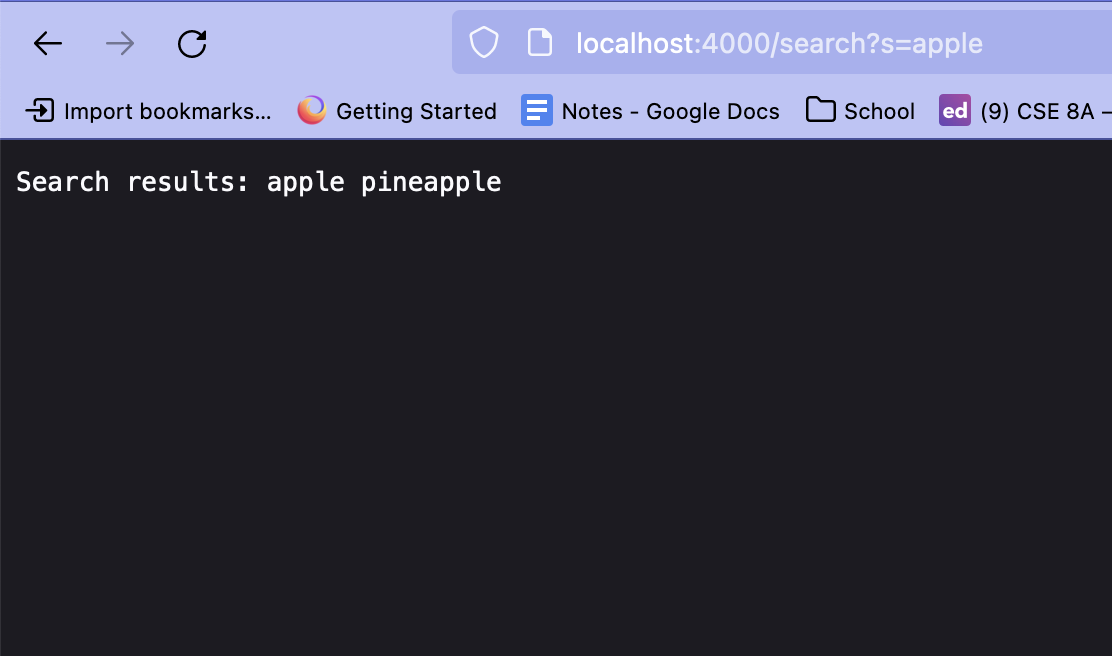 localhost:4000/search?s=apple
Import bookmarks... Getting Started Notes - Google Docs School ed (9) CSE 8A –
Search results: apple pineapple